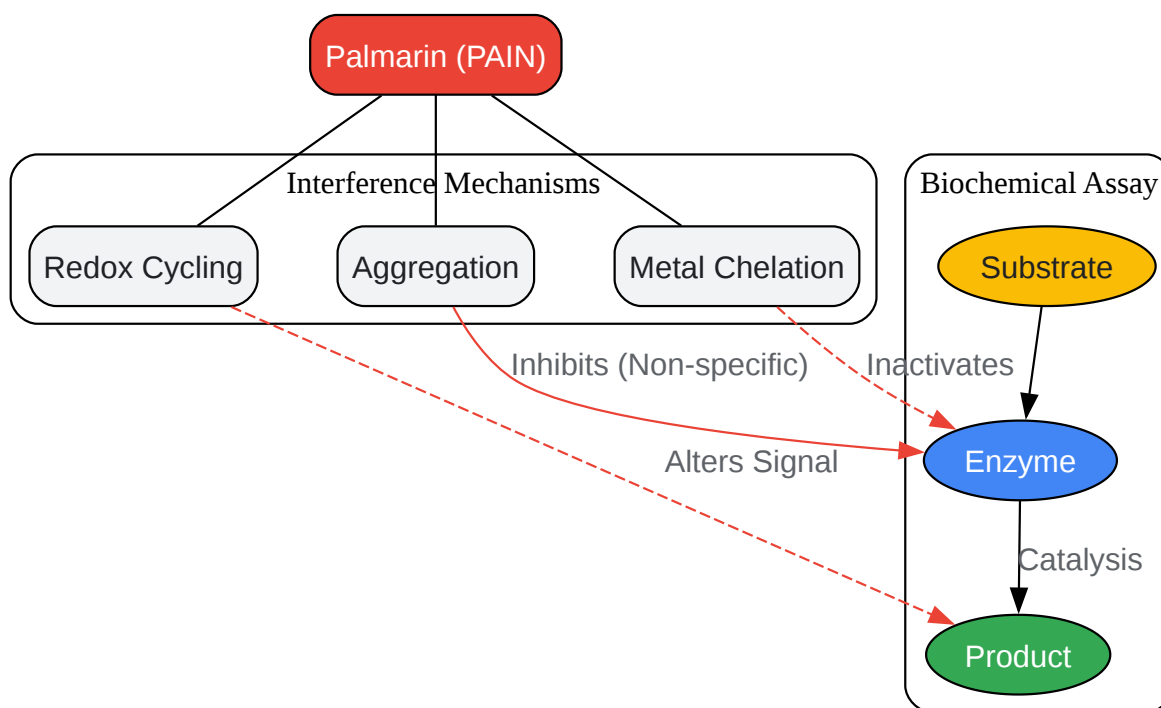 Palmarin (PAIN)
Interference Mechanisms
Biochemical Assay
Redox Cycling
Aggregation
Metal Chelation
Substrate
Inhibits (Non-specific)
Inactivates
Alters Signal
Enzyme
Catalysis
Product